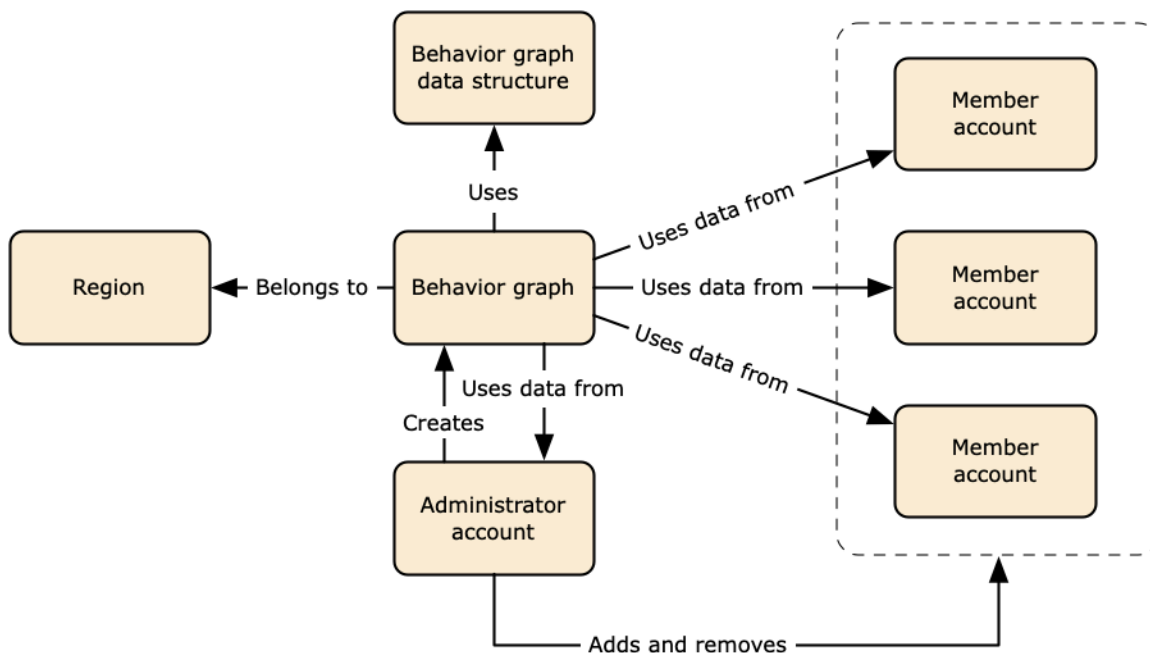 Behavior graph
data structure
Member
account
Uses
Uses data from
Region
Belongs to
Behavior graph
Uses data from
Member
account
Uses data from
Uses data from
Creates
Member
account
Administrator
account
Adds and removes